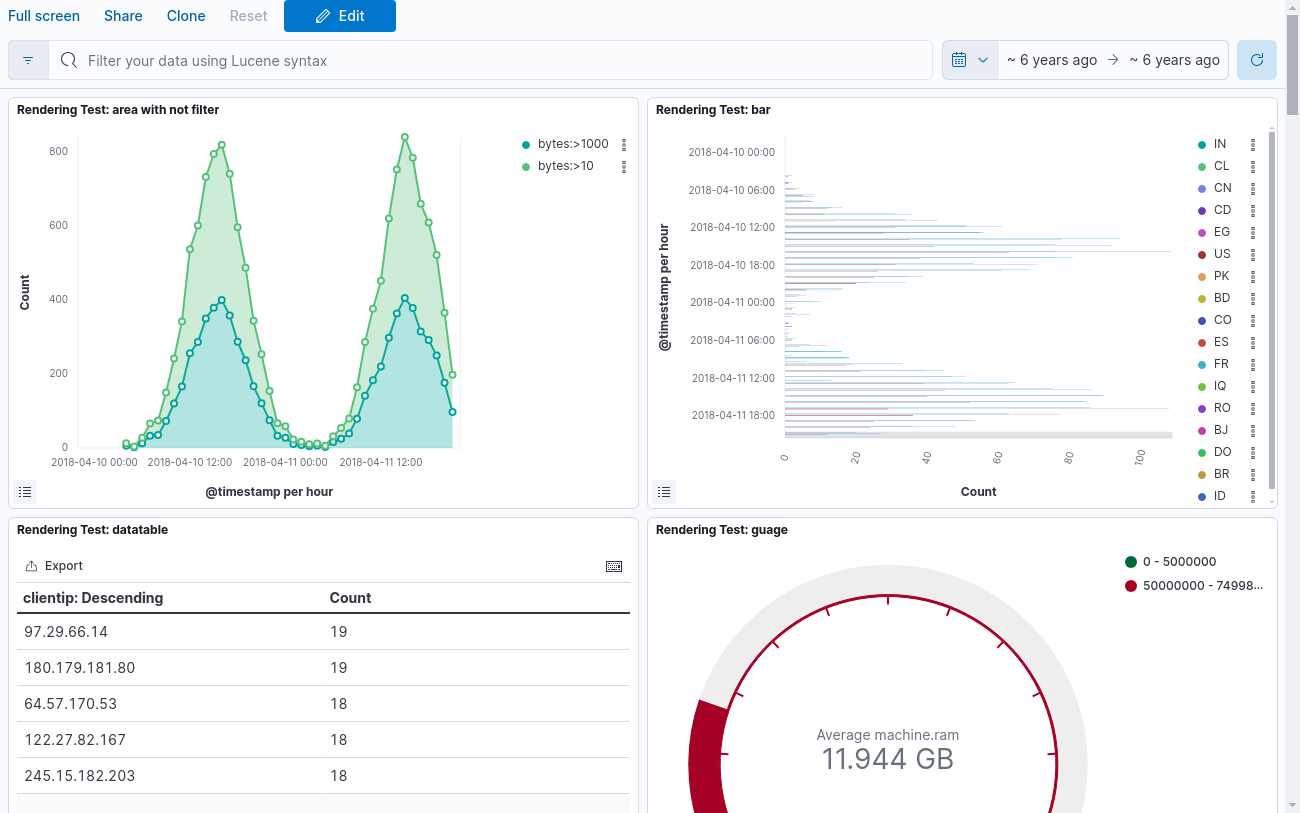 Full screen Share Clone Reset Edit
Filter your data using Lucene syntax ~ 6 years ago → ~ 6 years ago
Rendering Test: area with not filter
800
600
400
200
0
Count
2018-04-10 00:00 2018-04-10 12:00 2018-04-11 00:00 2018-04-11 12:00
@timestamp per hour
bytes:>1000
bytes:>10
Rendering Test: bar
@timestamp per hour
2018-04-10 00:00
2018-04-10 06:00
2018-04-10 12:00
2018-04-10 18:00
2018-04-11 00:00
2018-04-11 06:00
2018-04-11 12:00
2018-04-11 18:00
0 20 40 60 80 100
Count
IN
CL
CN
CD
EG
US
PK
BD
CO
ES
FR
IQ
RO
BJ
DO
BR
ID
Rendering Test: datatable
Export
clientip: Descending Count
97.29.66.14 19
180.179.181.80 19
64.57.170.53 18
122.27.82.167 18
245.15.182.203 18
Rendering Test: guage
0 - 5000000
50000000 - 74998...
Average machine.ram
11.944 GB